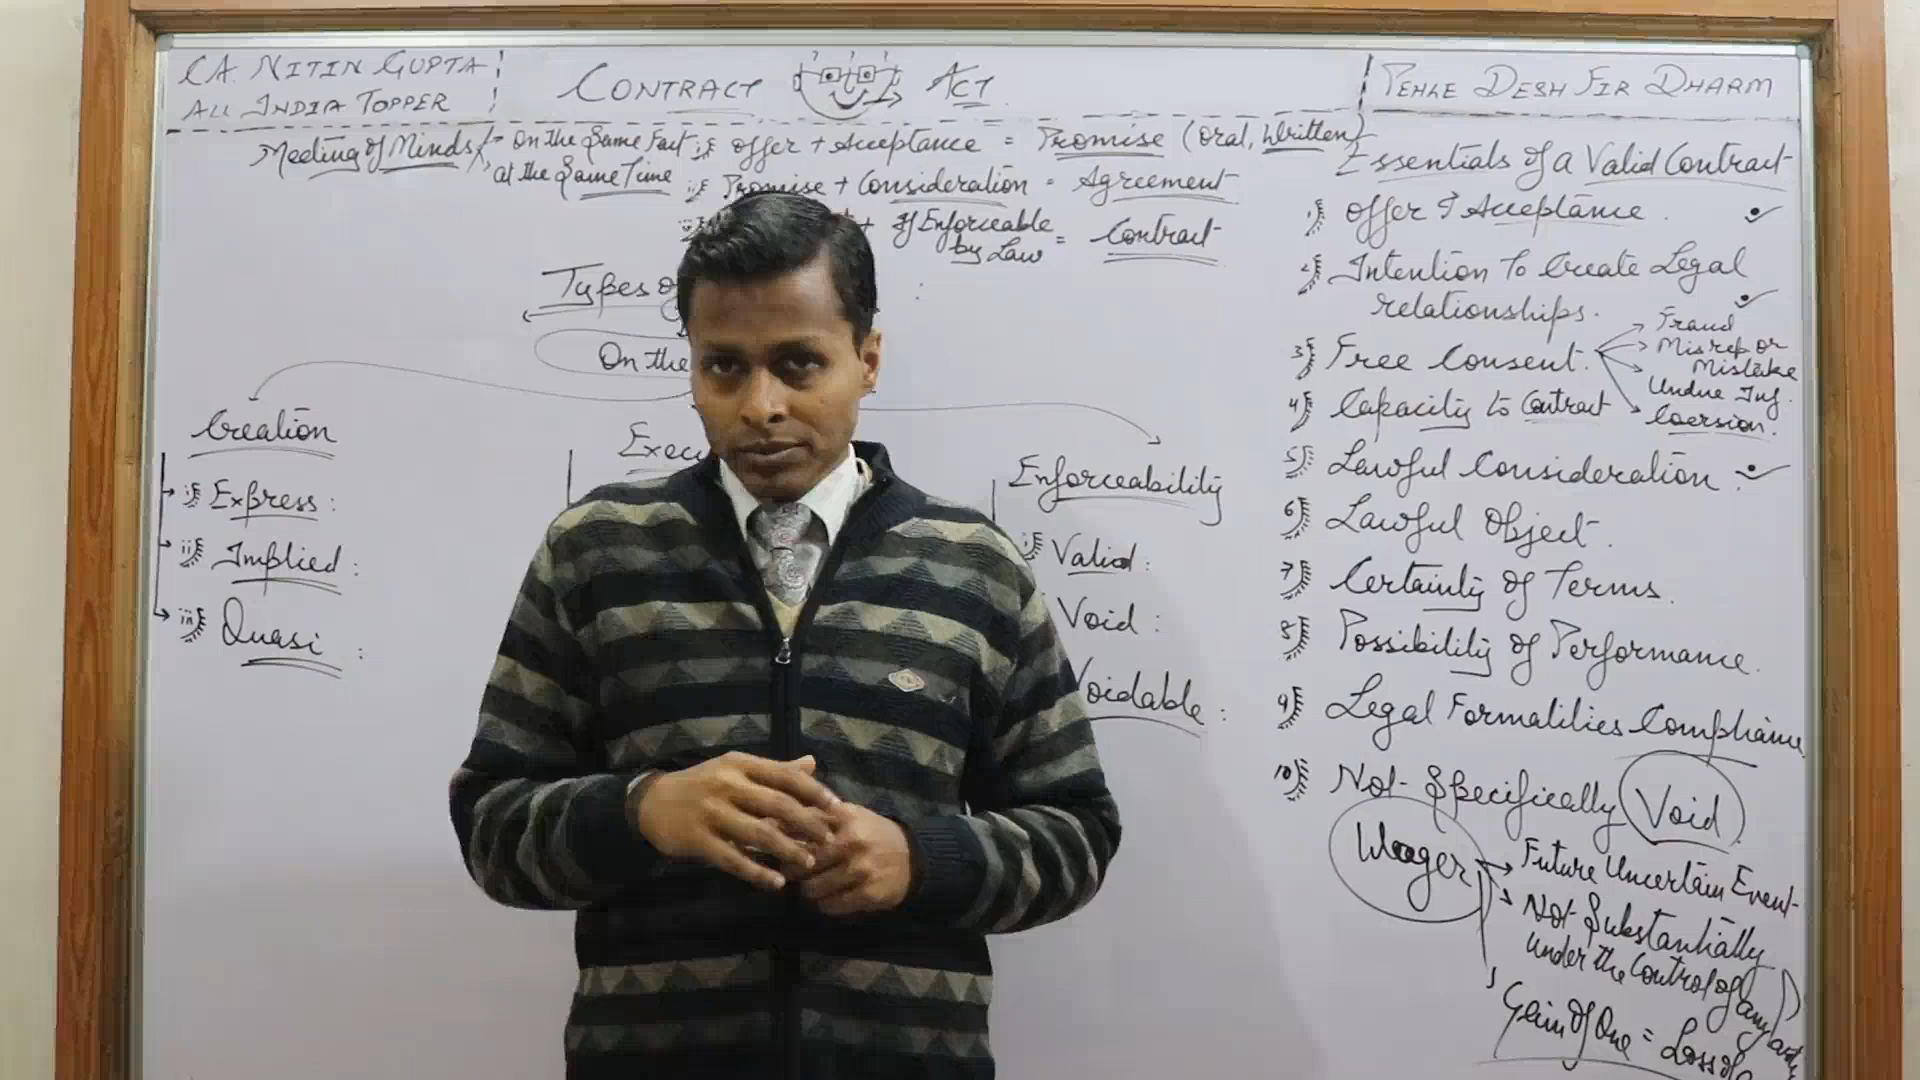 CA. NITIN GUPTA
ALL INDIA TOPPER
CONTRACT ACT
PEHLE DESH FIR DHARM
Meeting of Minds
on the Same Fact
at the Same Time
i) offer + Acceptance = Promise (oral, Written)
ii) Promise + Consideration = Agreement
+ If Enforceable by Law = Contract
Types of
On the
Creation
i) Express:
ii) Implied:
iii) Quasi:
Execu
Enforceability
i) Valid:
Void:
Voidable:
Essentials of a Valid Contract
1) Offer & Acceptance.
2) Intention to Create Legal
relationships.
3) Free Consent.
Fraud
Misrep or
Mistake
Undue Inf.
Coersion.
4) Capacity to Contract
5) Lawful Consideration
6) Lawful Object.
7) Certainty of Terms.
8) Possibility of Performance.
9) Legal Formalities Compliance
10) Not Specifically Void
Wager
Future Uncertain Event
Not Substantially
under the Control of any
Gain of One = Loss of